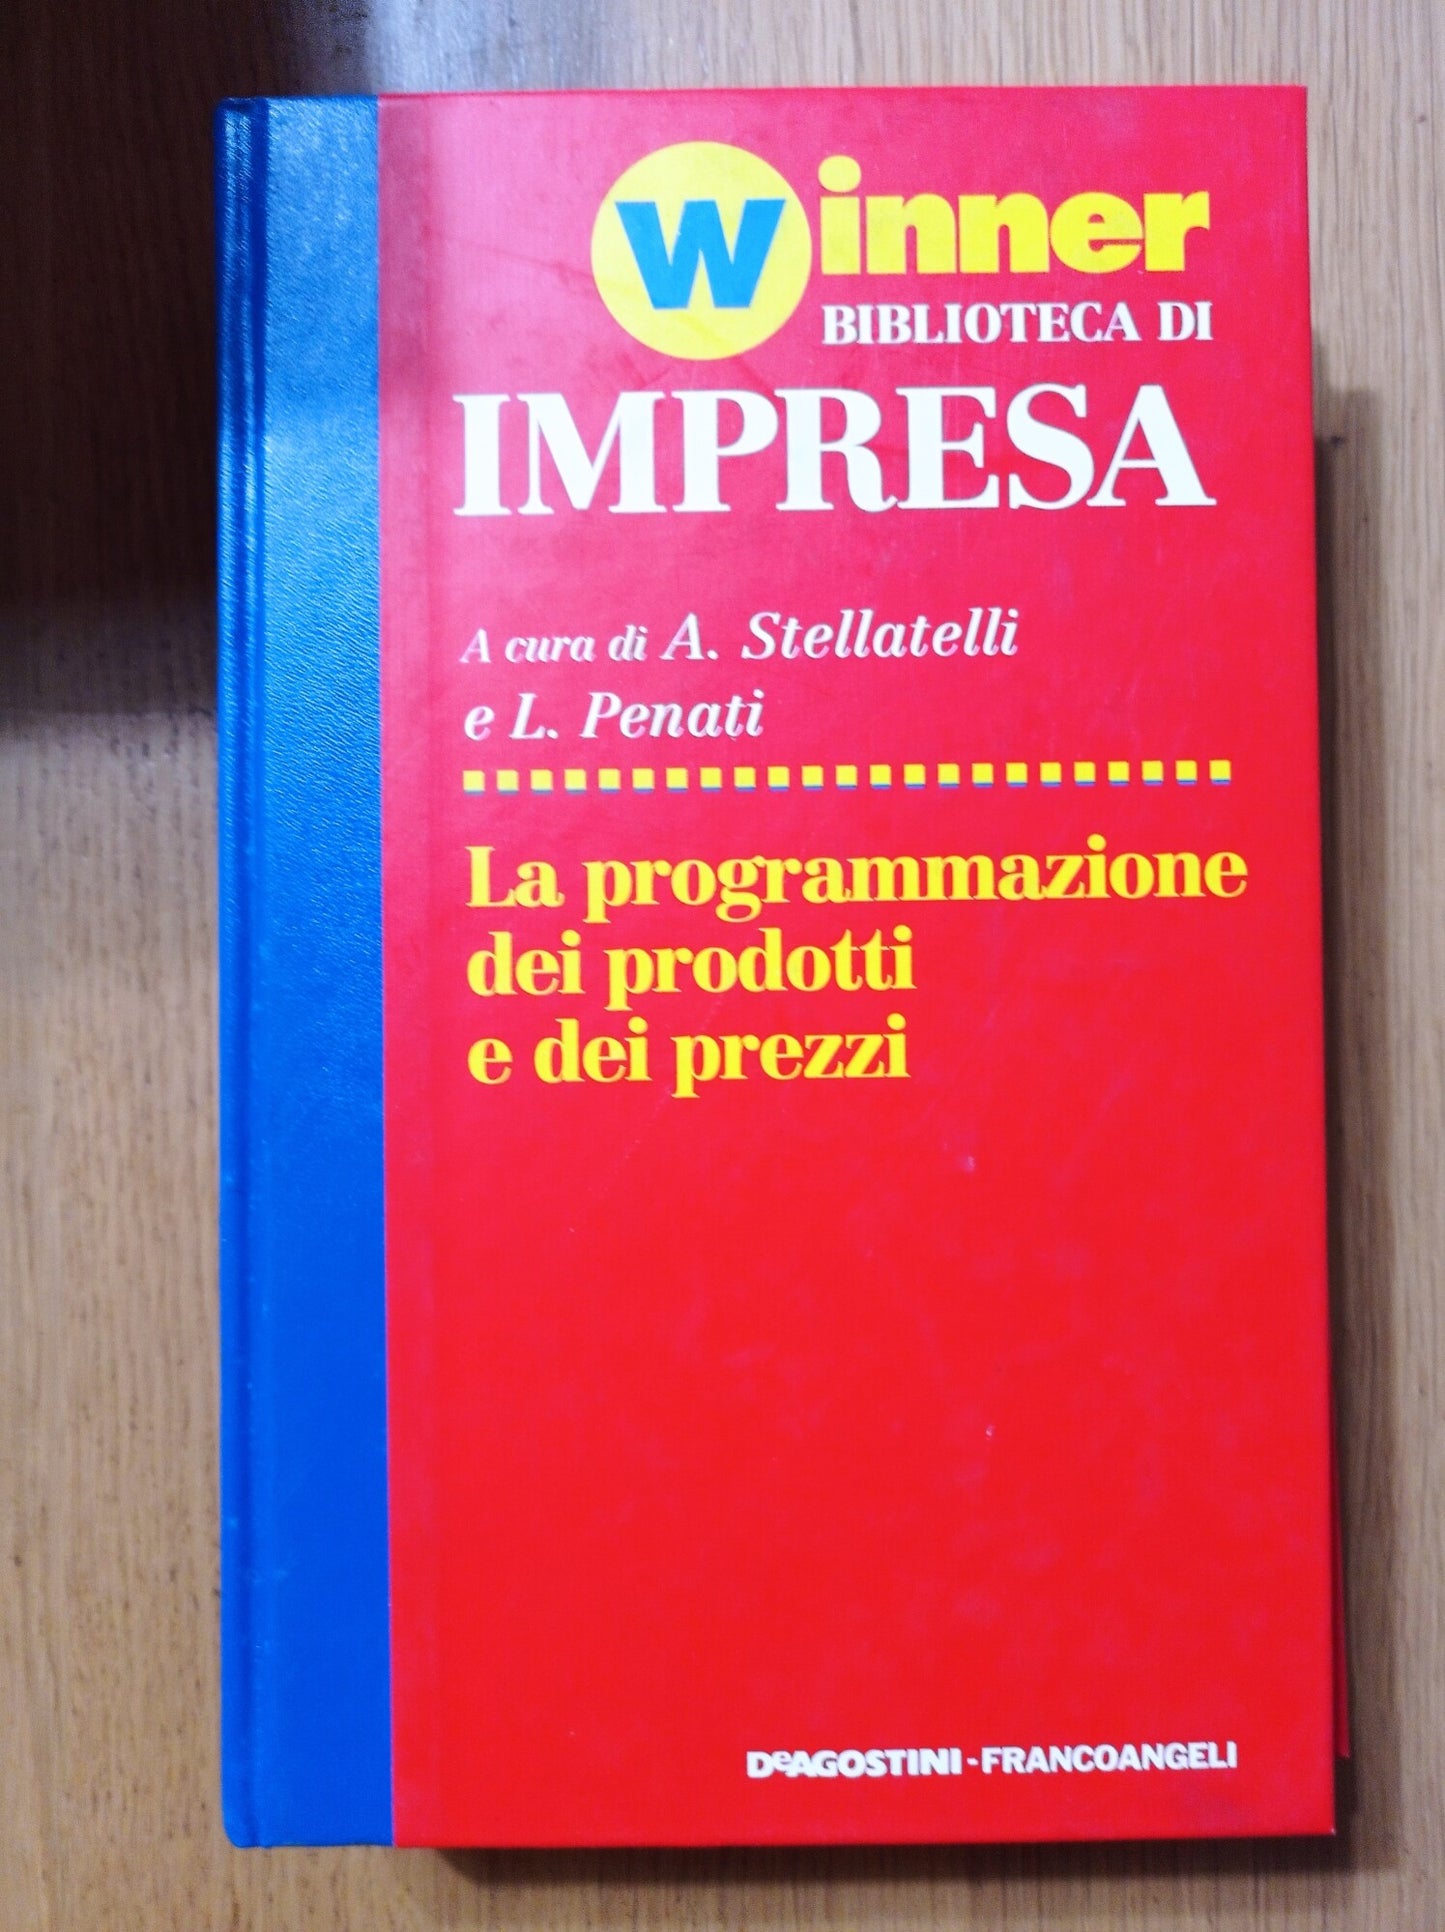 Winner
BIBLIOTECA DI
IMPRESA
A cura di A. Stellatelli
e L. Penati
La programmazione
dei prodotti
e dei prezzi
DeAGOSTINI-FRANCOANGELI